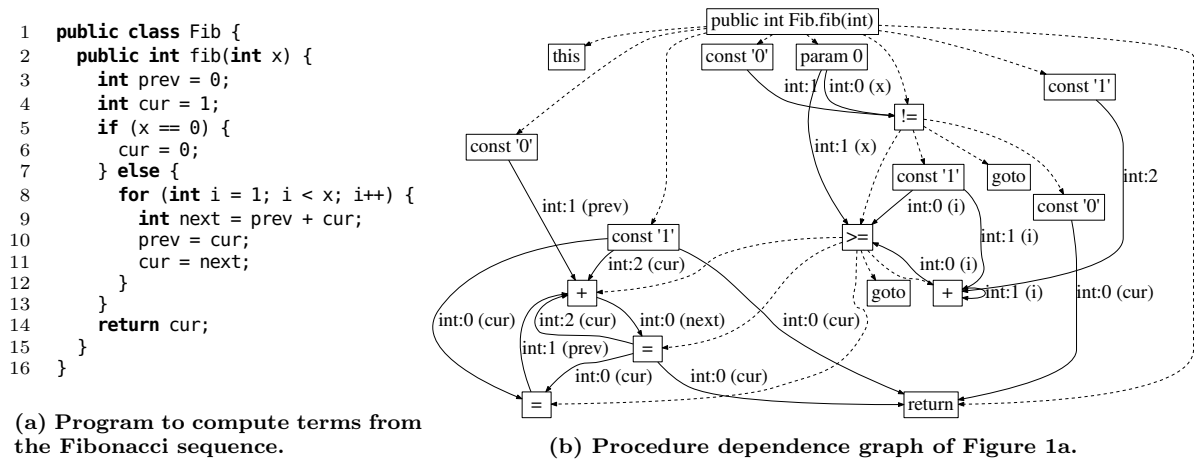 1 public class Fib {
2 public int fib(int x) {
3 int prev = 0;
4 int cur = 1;
5 if (x == 0) {
6 cur = 0;
7 } else {
8 for (int i = 1; i < x; i++) {
9 int next = prev + cur;
10 prev = cur;
11 cur = next;
12 }
13 }
14 return cur;
15 }
16 }
(a) Program to compute terms from
the Fibonacci sequence.
public int Fib.fib(int)
this
const '0'
param 0
const '1'
int:1
int:0 (x)
!=
const '0'
int:1 (x)
const '1'
goto
int:2
const '0'
int:1 (prev)
int:0 (i)
const '1'
>=
int:1 (i)
int:2 (cur)
int:0 (i)
+
goto
+
int:1 (i)
int:0 (cur)
int:0 (cur)
int:2 (cur)
int:0 (next)
int:0 (cur)
int:1 (prev)
=
int:0 (cur)
int:0 (cur)
=
return
(b) Procedure dependence graph of Figure 1a.